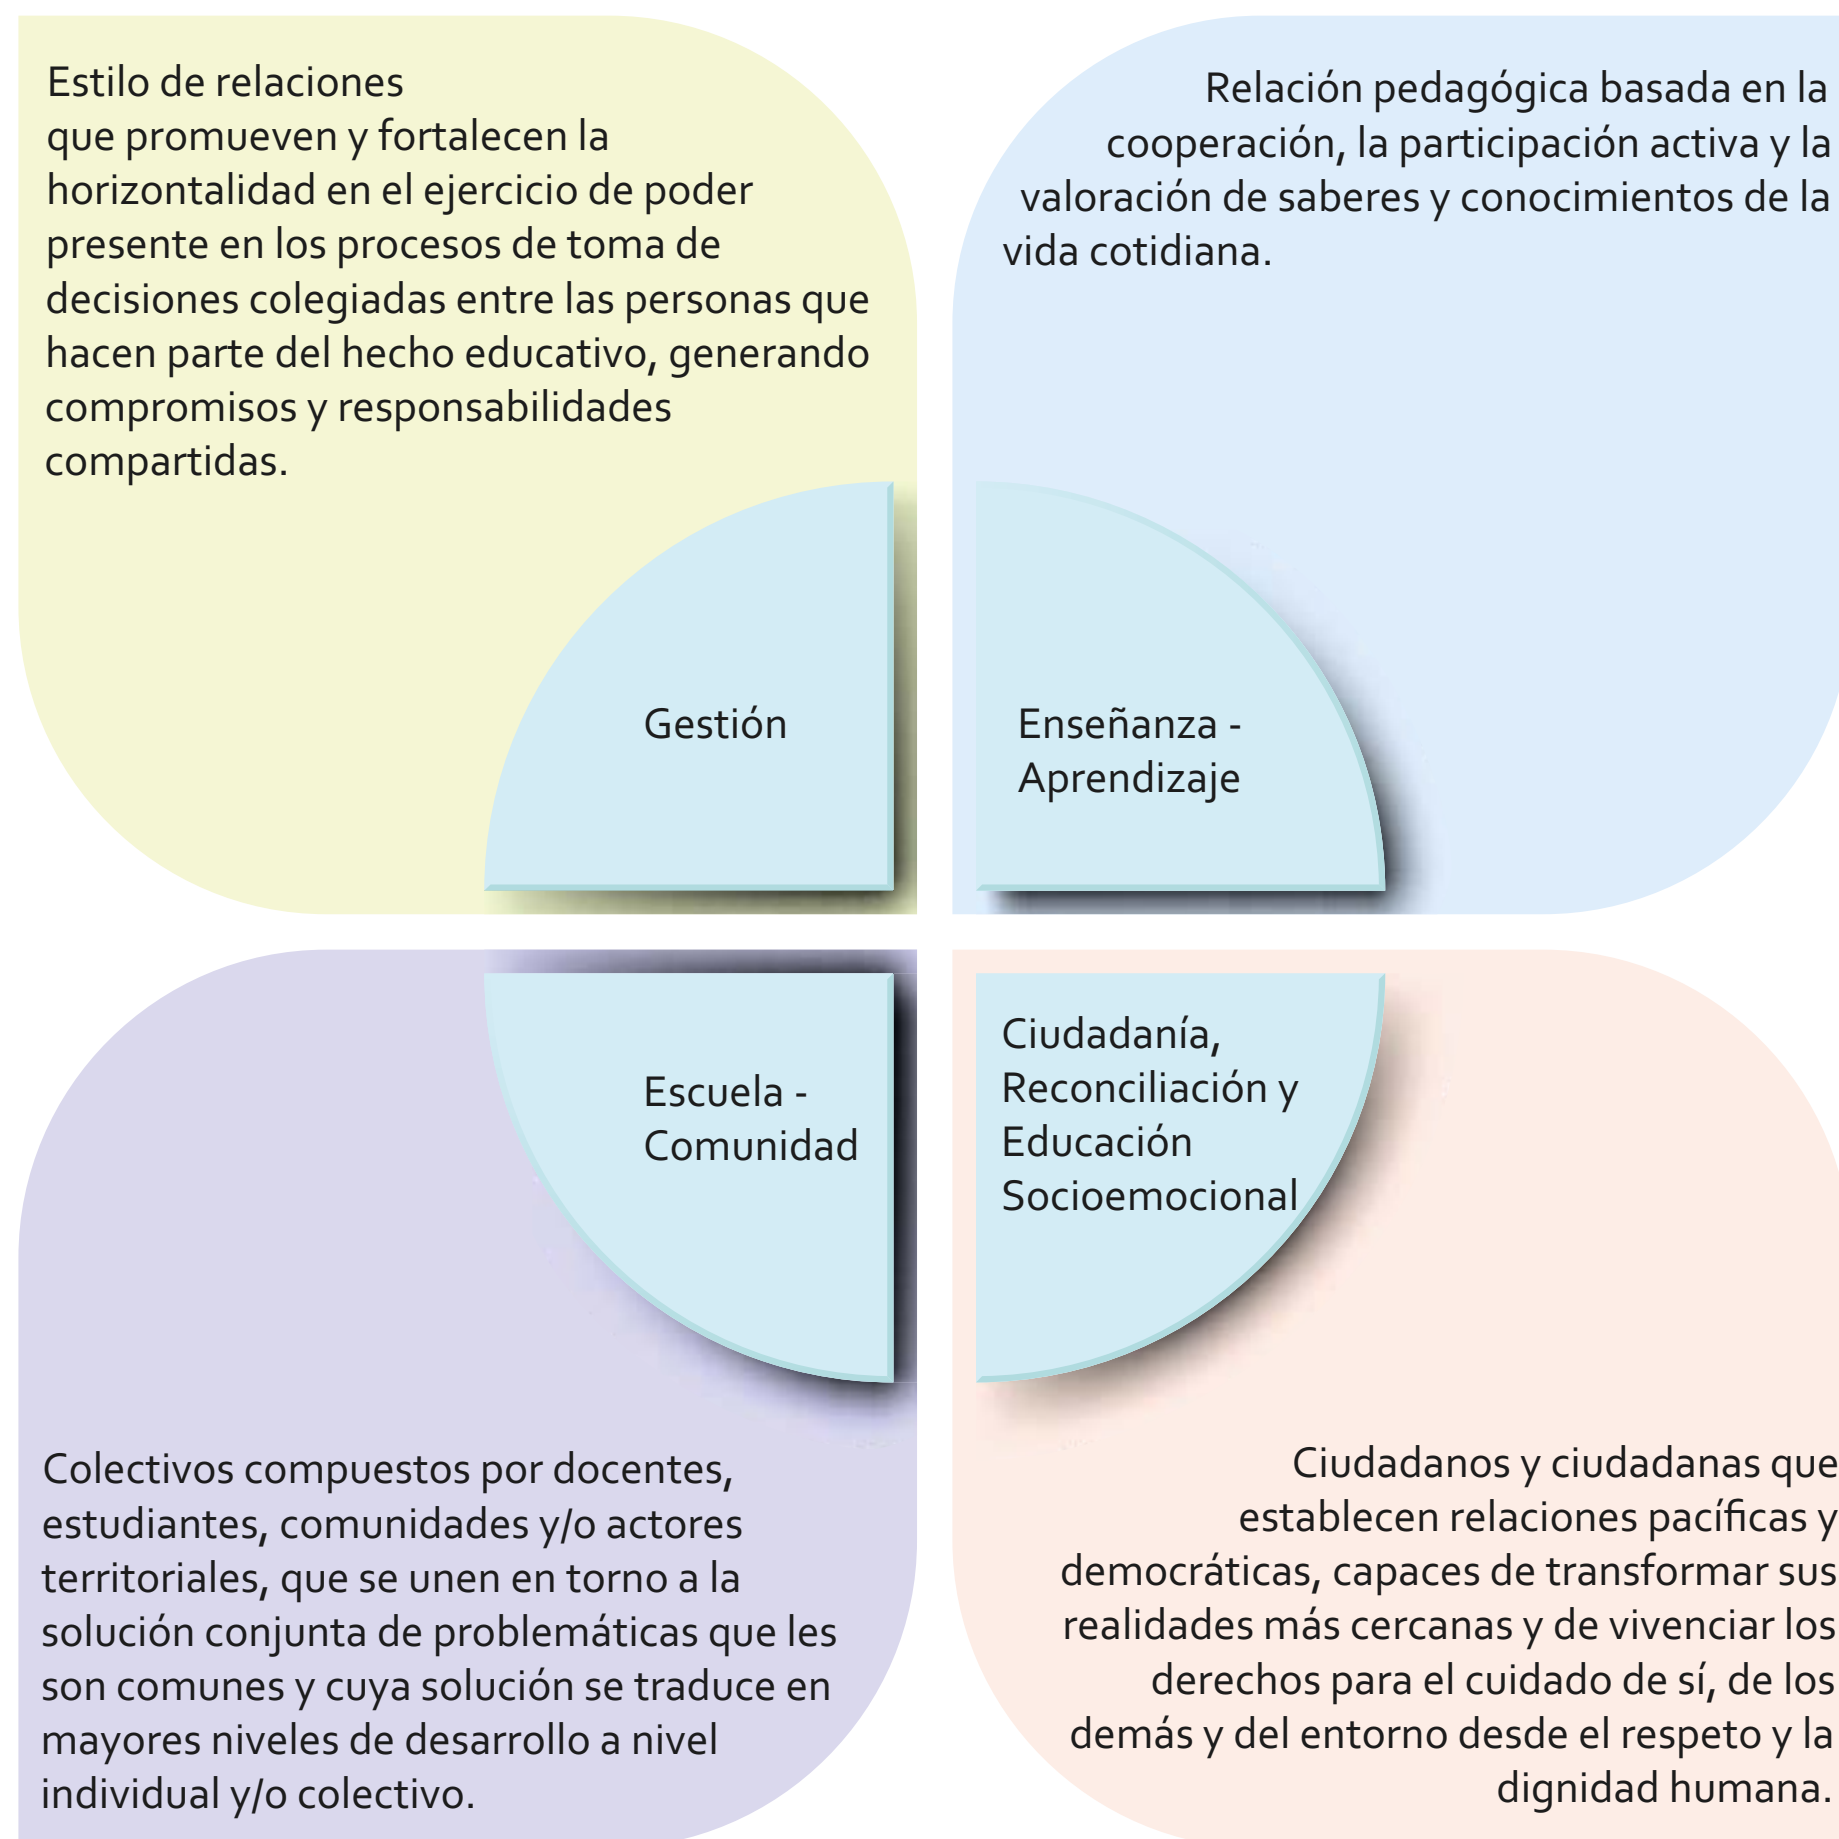 Estilo de relaciones
que promueven y fortalecen la
horizontalidad en el ejercicio de poder
presente en los procesos de toma de
decisiones colegiadas entre las personas que
hacen parte del hecho educativo, generando
compromisos y responsabilidades
compartidas.
Gestión
Relación pedagógica basada en la
cooperación, la participación activa y la
valoración de saberes y conocimientos de la
vida cotidiana.
Enseñanza -
Aprendizaje
Escuela -
Comunidad
Colectivos compuestos por docentes,
estudiantes, comunidades y/o actores
territoriales, que se unen en torno a la
solución conjunta de problemáticas que les
son comunes y cuya solución se traduce en
mayores niveles de desarrollo a nivel
individual y/o colectivo.
Ciudadanía,
Reconciliación y
Educación
Socioemocional
Ciudadanos y ciudadanas que
establecen relaciones pacíficas y
democráticas, capaces de transformar sus
realidades más cercanas y de vivenciar los
derechos para el cuidado de sí, de los
demás y del entorno desde el respeto y la
dignidad humana.